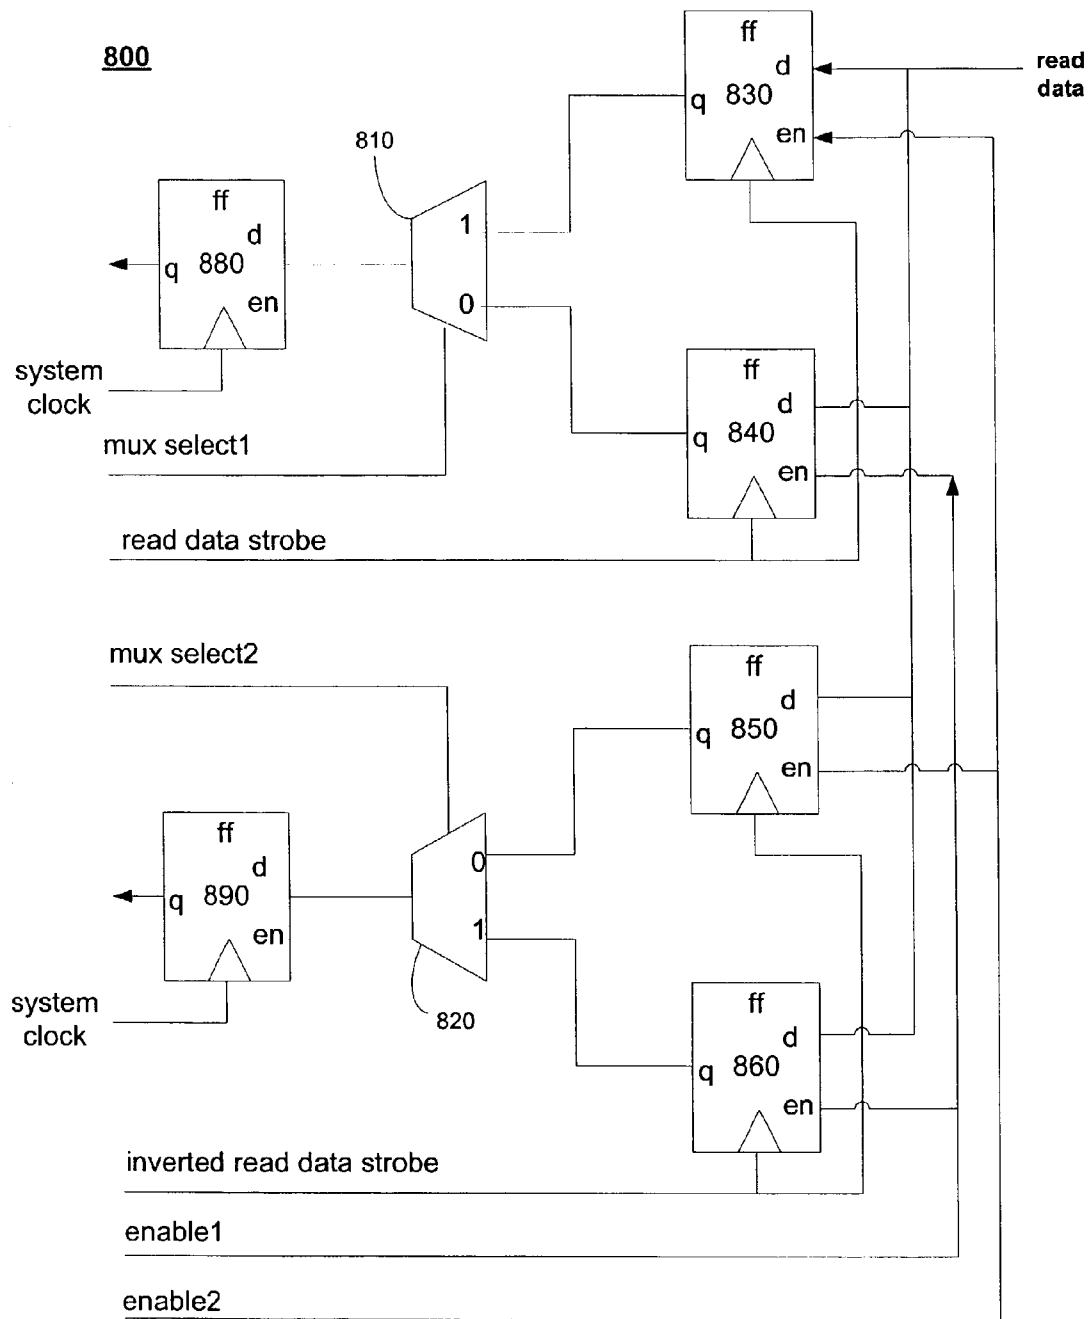 800
ff
d
830
q
en
read
data
810
1
0
ff
d
880
q
en
system
clock
mux select1
ff
d
840
q
en
read data strobe
mux select2
ff
d
850
q
en
0
1
820
ff
d
890
q
en
system
clock
ff
d
860
q
en
inverted read data strobe
enable1
enable2